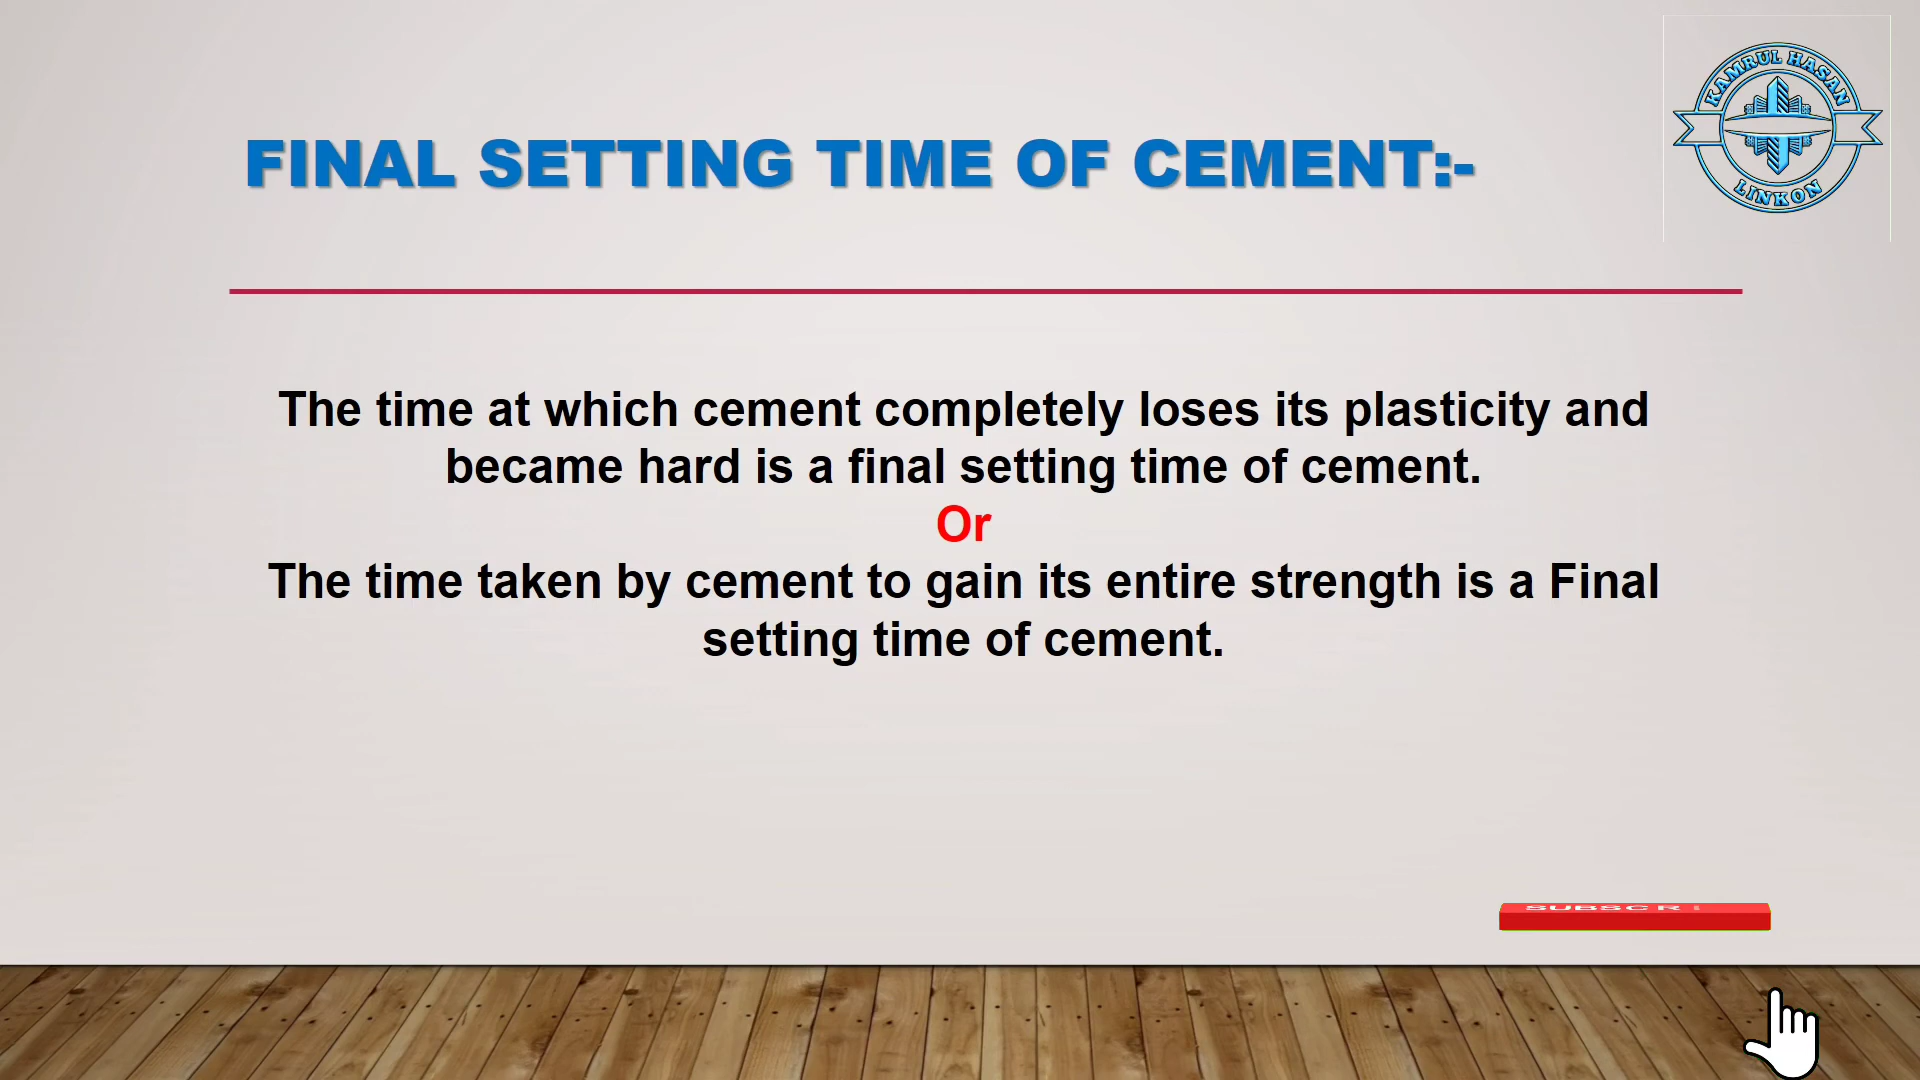 KAMRUL HASAN
LINKON
FINAL SETTING TIME OF CEMENT:-
The time at which cement completely loses its plasticity and
became hard is a final setting time of cement.
Or
The time taken by cement to gain its entire strength is a Final
setting time of cement.